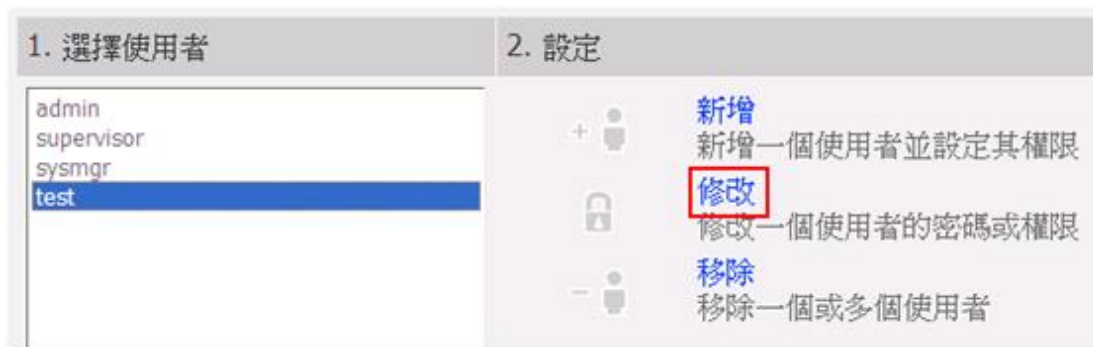 1. 選擇使用者
2. 設定
admin
supervisor
sysmgr
test
新增
新增一個使用者並設定其權限
修改
修改一個使用者的密碼或權限
移除
移除一個或多個使用者